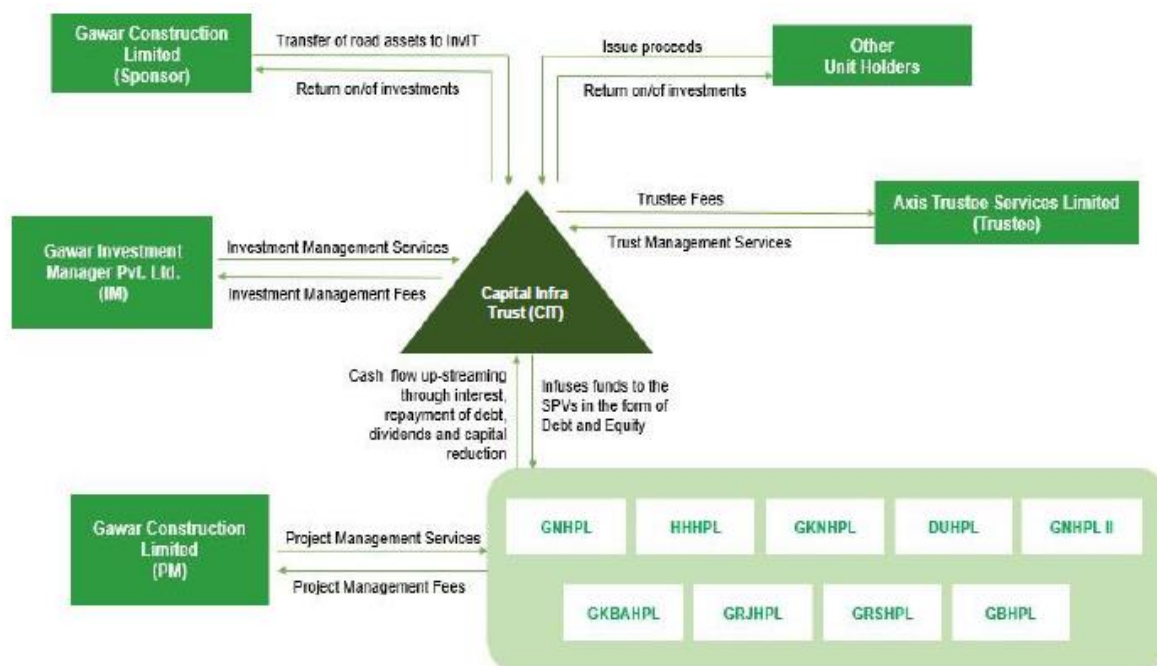 Gawar Construction
Limited
(Sponsor)
Transfer of road assets to InvIT
Return on/of investments
Issue proceeds
Return on/of investments
Other
Unit Holders
Trustee Fees
Trust Management Services
Axis Trustee Services Limited
(Trustee)
Gawar Investment
Manager Pvt. Ltd.
(IM)
Investment Management Services
Investment Management Fees
Capital Infra
Trust (CIT)
Cash flow up-streaming
through interest,
repayment of debt,
dividends and capital
reduction
Infuses funds to the
SPVs in the form of
Debt and Equity
Gawar Construction
Limited
(PM)
Project Management Services
Project Management Fees
GNHPL
HHHPL
GKNHPL
DUHPL
GNHPL II
GKBAHPL
GRJHPL
GRSHPL
GBHPL